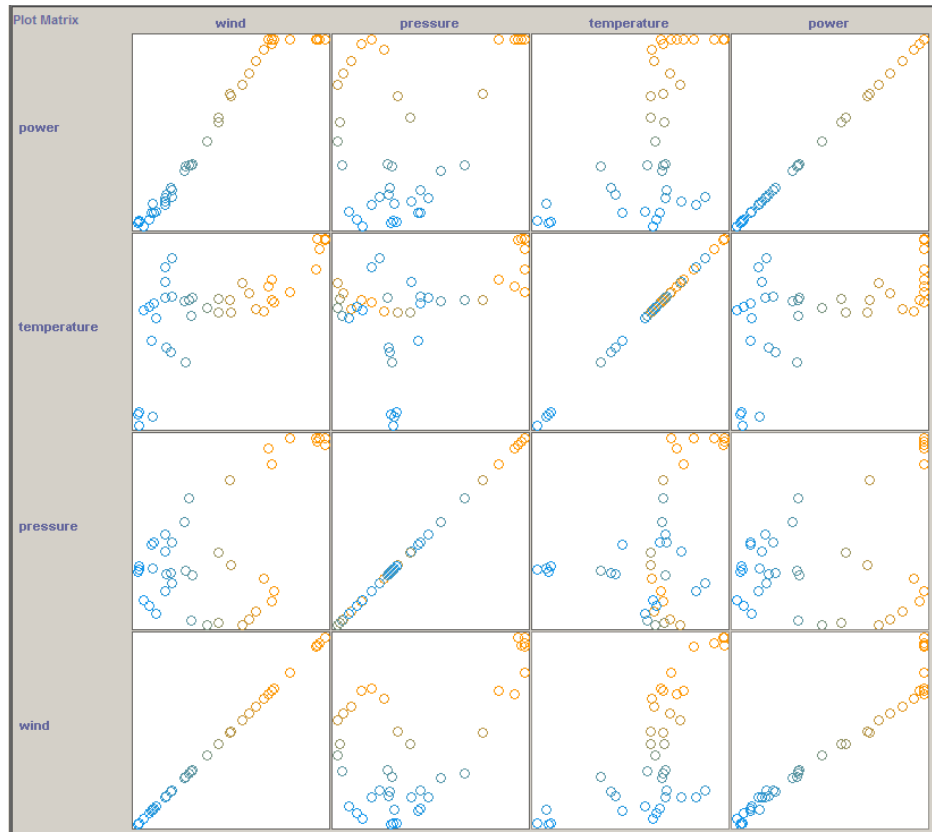 Plot Matrix
wind pressure temperature power
power
temperature
pressure
wind